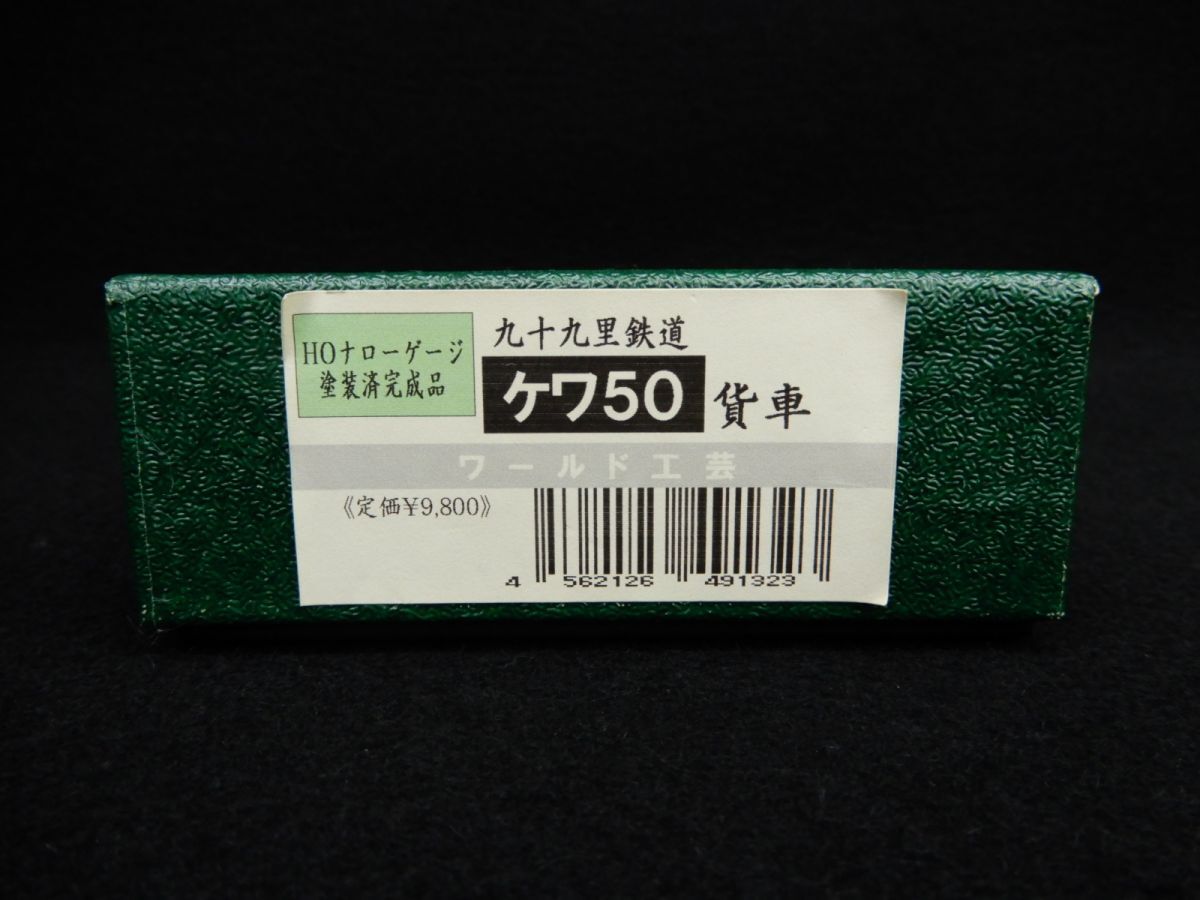 HOナローゲージ
塗装済完成品
九十九里鉄道
ケワ50 貨車
ワールド工芸
《定価¥9,800》
4 562126 491323